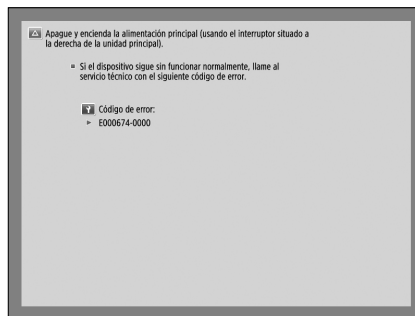 Apague y encienda la alimentación principal (usando el interruptor situado a
la derecha de la unidad principal).
Si el dispositivo sigue sin funcionar normalmente, llame al
servicio técnico con el siguiente código de error.
Código de error:
E000674-0000